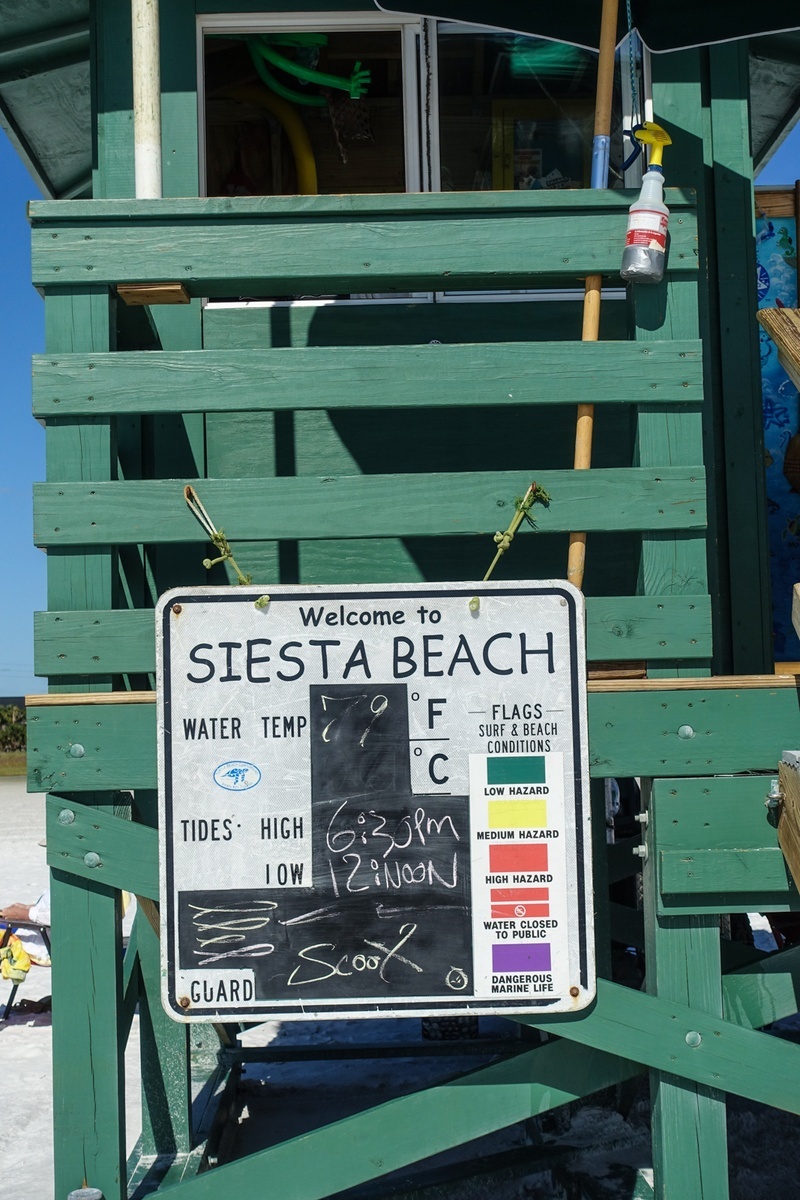 Welcome to
SIESTA BEACH
WATER TEMP 79 °F
°C
FLAGS
SURF & BEACH
CONDITIONS
LOW HAZARD
MEDIUM HAZARD
HIGH HAZARD
WATER CLOSED
TO PUBLIC
DANGEROUS
MARINE LIFE
TIDES: HIGH 6:30pm
LOW 12:NOON
GUARD